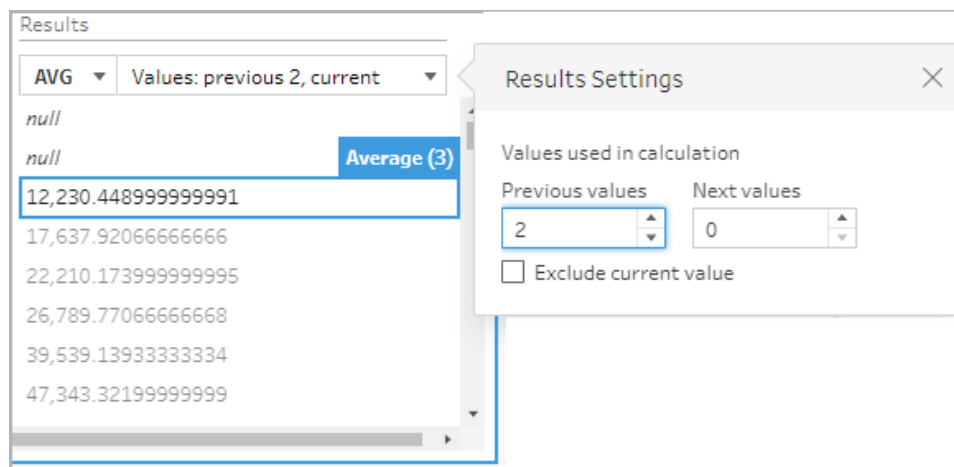 Results
AVG Values: previous 2, current
null
null Average (3)
12,230.448999999991
17,637.92066666666
22,210.173999999995
26,789.77066666668
39,539.13933333334
47,343.32199999999
Results Settings
Values used in calculation
Previous values Next values
2 0
Exclude current value